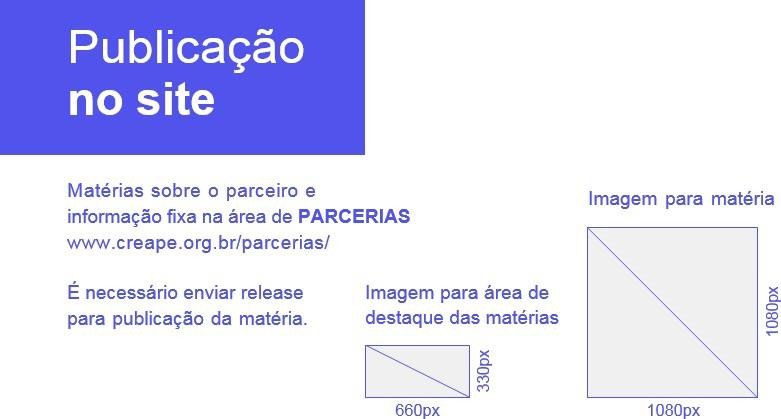 Publicação
no site
Matérias sobre o parceiro e
informação fixa na área de PARCERIAS
www.creape.org.br/parcerias/
É necessário enviar release
para publicação da matéria.
Imagem para área de
destaque das matérias
330px
660px
Imagem para matéria
1080px
1080px